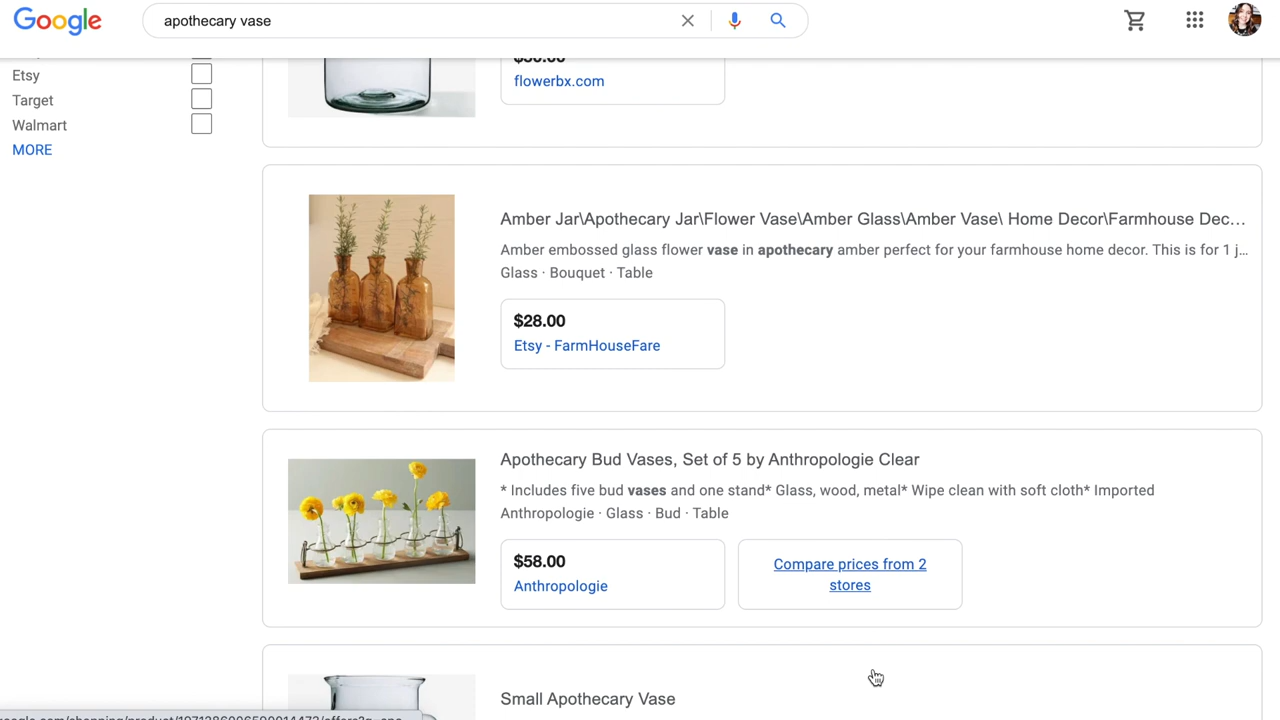 Google
apothecary vase
Etsy
Target
Walmart
MORE
$50.00
flowerbx.com
Amber Jar\Apothecary Jar\Flower Vase\Amber Glass\Amber Vase\ Home Decor\Farmhouse Dec...
Amber embossed glass flower vase in apothecary amber perfect for your farmhouse home decor. This is for 1 j...
Glass · Bouquet · Table
$28.00
Etsy - FarmHouseFare
Apothecary Bud Vases, Set of 5 by Anthropologie Clear
* Includes five bud vases and one stand* Glass, wood, metal* Wipe clean with soft cloth* Imported
Anthropologie · Glass · Bud · Table
$58.00
Anthropologie
Compare prices from 2
stores
Small Apothecary Vase